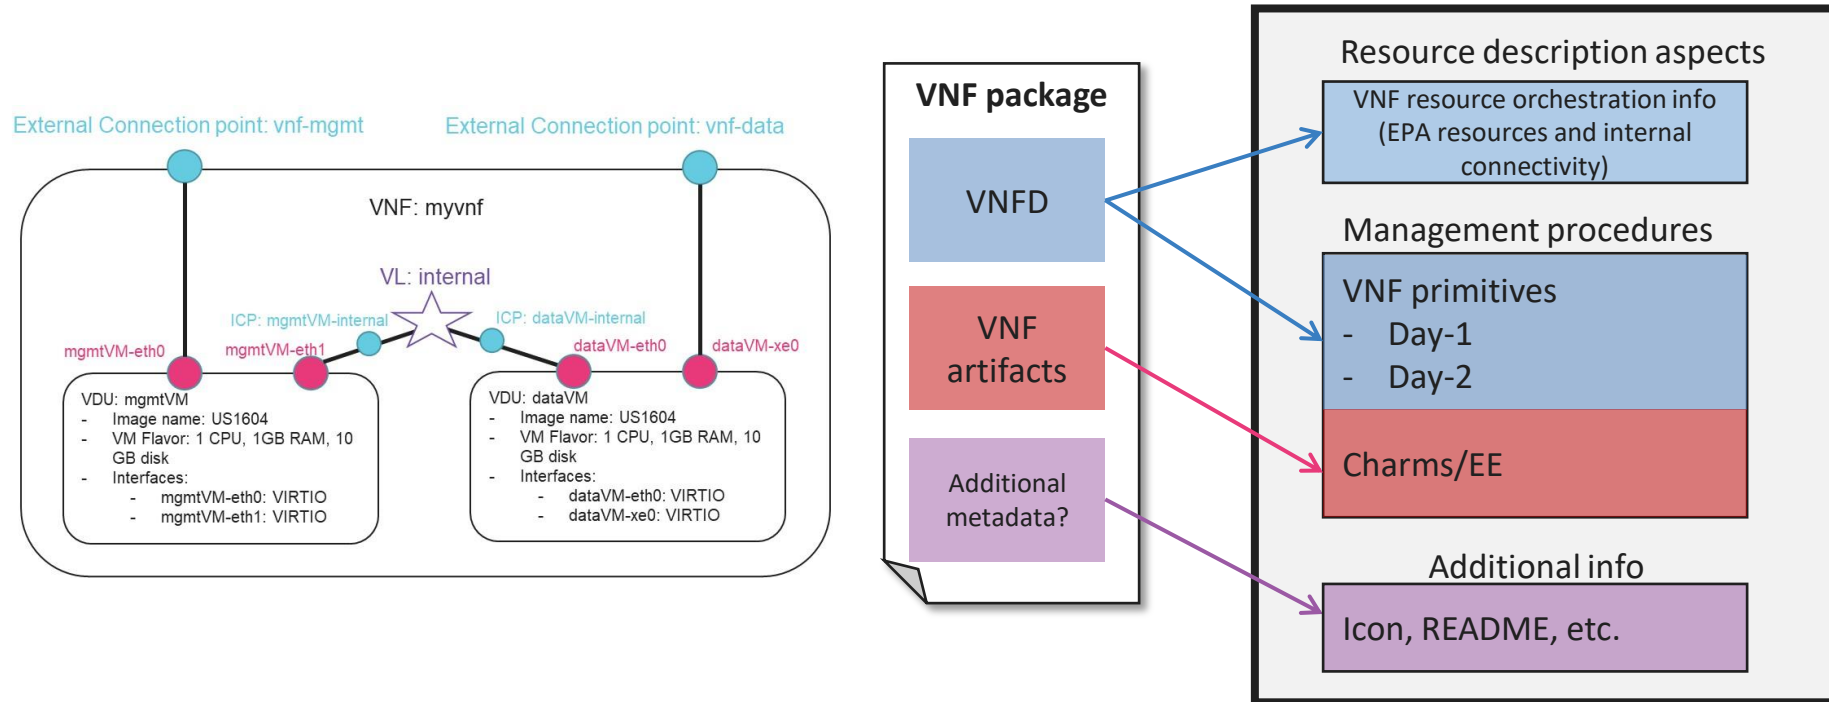 External Connection point: vnf-mgmt
External Connection point: vnf-data
VNF: myvnf
VL: internal
ICP: mgmtVM-internal
ICP: dataVM-internal
mgmtVM-eth0
mgmtVM-eth1
dataVM-eth0
dataVM-xe0
VDU: mgmtVM
- Image name: US1604
- VM Flavor: 1 CPU, 1GB RAM, 10
GB disk
- Interfaces:
- mgmtVM-eth0: VIRTIO
- mgmtVM-eth1: VIRTIO
VDU: dataVM
- Image name: US1604
- VM Flavor: 1 CPU, 1GB RAM, 10
GB disk
- Interfaces:
- dataVM-eth0: VIRTIO
- dataVM-xe0: VIRTIO
VNF package
VNFD
VNF
artifacts
Additional
metadata?
Resource description aspects
VNF resource orchestration info
(EPA resources and internal
connectivity)
Management procedures
VNF primitives
- Day-1
- Day-2
Charms/EE
Additional info
Icon, README, etc.